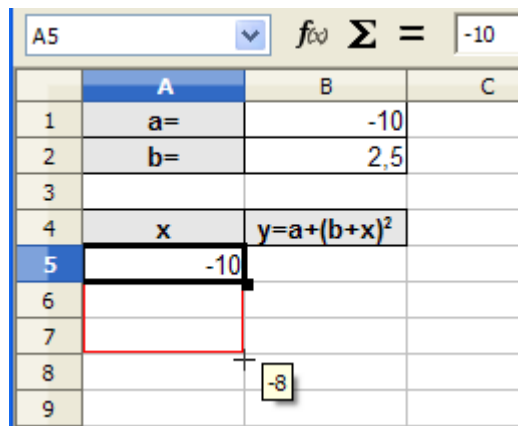 A5 f(x) Σ = -10
A B C
1 a= -10
2 b= 2,5
3
4 x y=a+(b+x)²
5 -10
6
7
8 -8
9